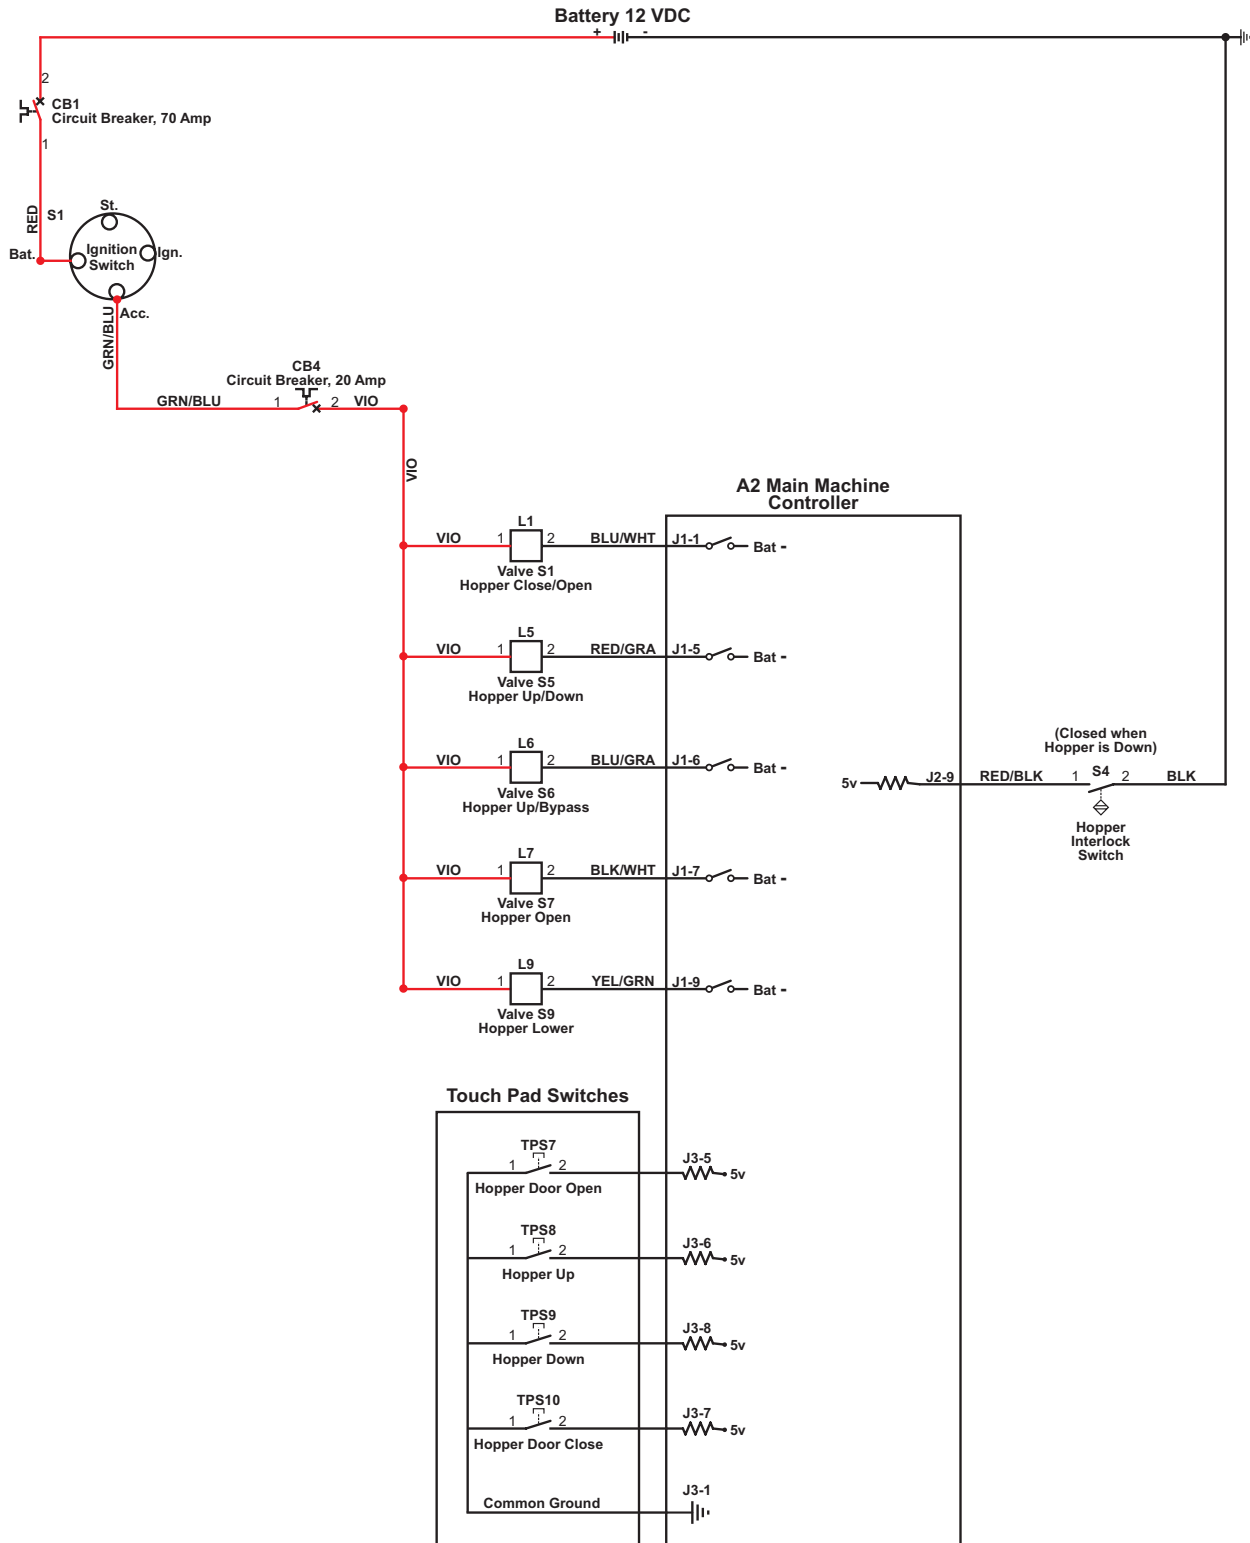 Battery 12 VDC
+ -
2
CB1
Circuit Breaker, 70 Amp
1
RED
S1
St.
Bat.
Ignition
Switch
Ign.
Acc.
GRN/BLU
CB4
Circuit Breaker, 20 Amp
GRN/BLU 1 2 VIO
VIO
A2 Main Machine
Controller
L1
VIO 1 2 BLU/WHT J1-1 Bat -
Valve S1
Hopper Close/Open
L5
VIO 1 2 RED/GRA J1-5 Bat -
Valve S5
Hopper Up/Down
L6
VIO 1 2 BLU/GRA J1-6 Bat -
Valve S6
Hopper Up/Bypass
(Closed when
Hopper is Down)
5v J2-9 RED/BLK 1 S4 2 BLK
Hopper
Interlock
Switch
L7
VIO 1 2 BLK/WHT J1-7 Bat -
Valve S7
Hopper Open
L9
VIO 1 2 YEL/GRN J1-9 Bat -
Valve S9
Hopper Lower
Touch Pad Switches
TPS7
1 2 J3-5 5v
Hopper Door Open
TPS8
1 2 J3-6 5v
Hopper Up
TPS9
1 2 J3-8 5v
Hopper Down
TPS10
1 2 J3-7 5v
Hopper Door Close
Common Ground J3-1